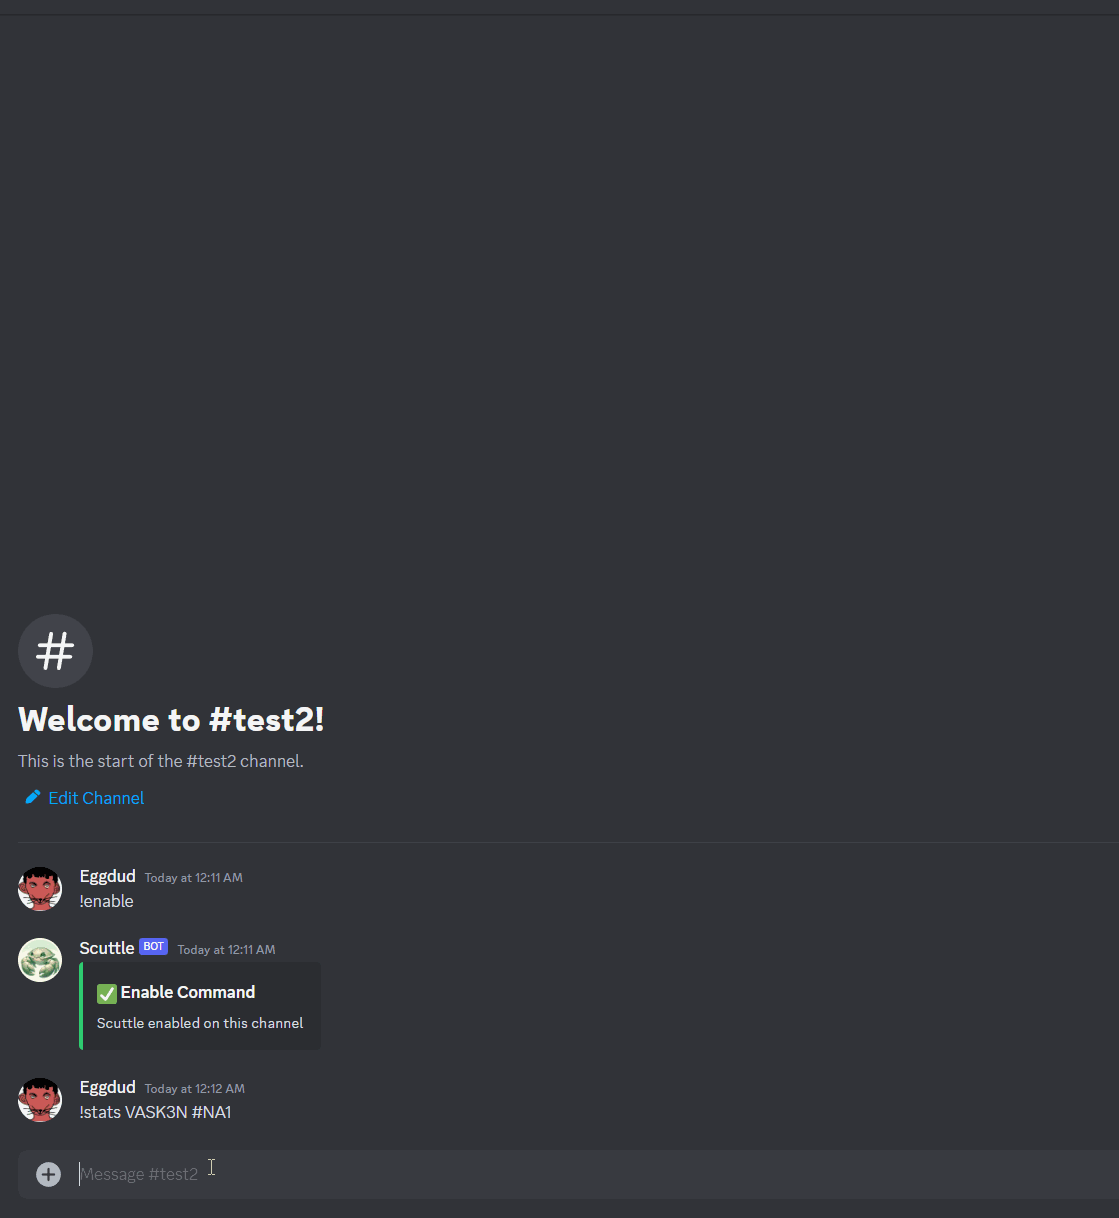 Welcome to #test2!
This is the start of the #test2 channel.
Edit Channel
Eggdud Today at 12:11 AM
!enable
Scuttle BOT Today at 12:11 AM
✅ Enable Command
Scuttle enabled on this channel
Eggdud Today at 12:12 AM
!stats VASK3N #NA1
Message #test2